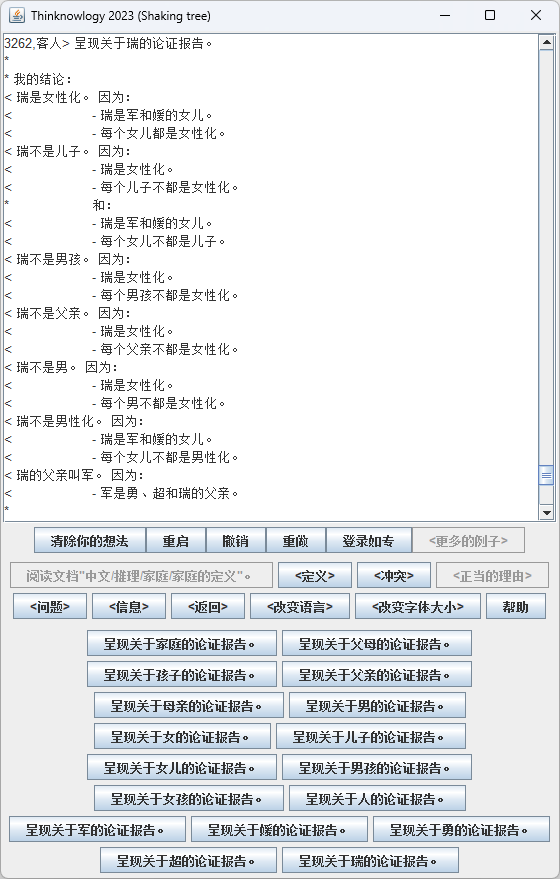 Thinknowlogy 2023 (Shaking tree)
3262,客人> 呈现关于瑞的论证报告。
*
* 我的结论：
< 瑞是女性化。 因为：
< - 瑞是军和媛的女儿。
< - 每个女儿都是女性化。
< 瑞不是儿子。 因为：
< - 瑞是女性化。
< - 每个儿子不都是女性化。
* 和：
< - 瑞是军和媛的女儿。
< - 每个女儿不都是儿子。
< 瑞不是男孩。 因为：
< - 瑞是女性化。
< - 每个男孩不都是女性化。
< 瑞不是父亲。 因为：
< - 瑞是女性化。
< - 每个父亲不都是女性化。
< 瑞不是男。 因为：
< - 瑞是女性化。
< - 每个男不都是女性化。
< 瑞不是男性化。 因为：
< - 瑞是军和媛的女儿。
< - 每个女儿不都是男性化。
< 瑞的父亲叫军。 因为：
< - 军是勇、超和瑞的父亲。
*
清除你的想法 重启 撤销 重做 登录如专 <更多的例子>
阅读文档"中文/推理/家庭/家庭的定义"。 <定义> <冲突> <正当的理由>
<问题> <信息> <返回> <改变语言> <改变字体大小> 帮助
呈现关于家庭的论证报告。 呈现关于父母的论证报告。
呈现关于孩子的论证报告。 呈现关于父亲的论证报告。
呈现关于母亲的论证报告。 呈现关于男的论证报告。
呈现关于女的论证报告。 呈现关于儿子的论证报告。
呈现关于女儿的论证报告。 呈现关于男孩的论证报告。
呈现关于女孩的论证报告。 呈现关于人的论证报告。
呈现关于军的论证报告。 呈现关于媛的论证报告。 呈现关于勇的论证报告。
呈现关于超的论证报告。 呈现关于瑞的论证报告。